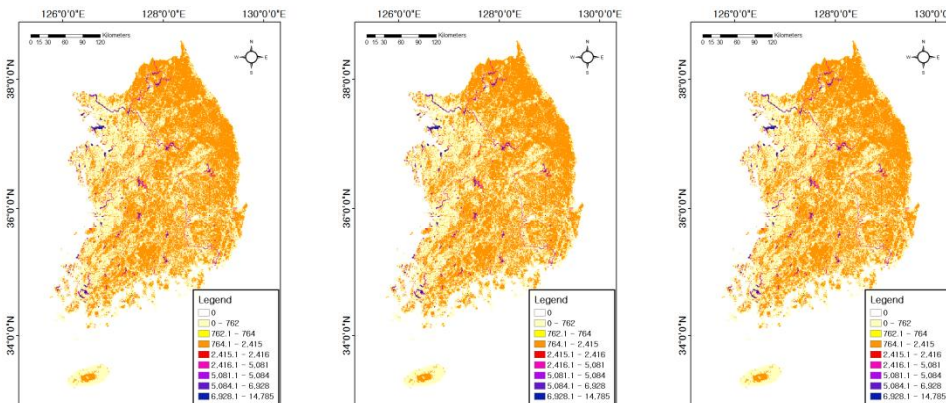 126°0'0"E 128°0'0"E 130°0'0"E
Kilometers
0 15 30 60 90 120
N
W E
S
38°0'0"N
36°0'0"N
34°0'0"N
Legend
0
0 - 762
762.1 - 764
764.1 - 2,415
2,415.1 - 2,416
2,416.1 - 5,081
5,081.1 - 5,084
5,084.1 - 6,928
6,928.1 - 14,785
126°0'0"E 128°0'0"E 130°0'0"E
Kilometers
0 15 30 60 90 120
N
W E
S
38°0'0"N
36°0'0"N
34°0'0"N
Legend
0
0 - 762
762.1 - 764
764.1 - 2,415
2,415.1 - 2,416
2,416.1 - 5,081
5,081.1 - 5,084
5,084.1 - 6,928
6,928.1 - 14,785
126°0'0"E 128°0'0"E 130°0'0"E
Kilometers
0 15 30 60 90 120
N
W E
S
38°0'0"N
36°0'0"N
34°0'0"N
Legend
0
0 - 762
762.1 - 764
764.1 - 2,415
2,415.1 - 2,416
2,416.1 - 5,081
5,081.1 - 5,084
5,084.1 - 6,928
6,928.1 - 14,785